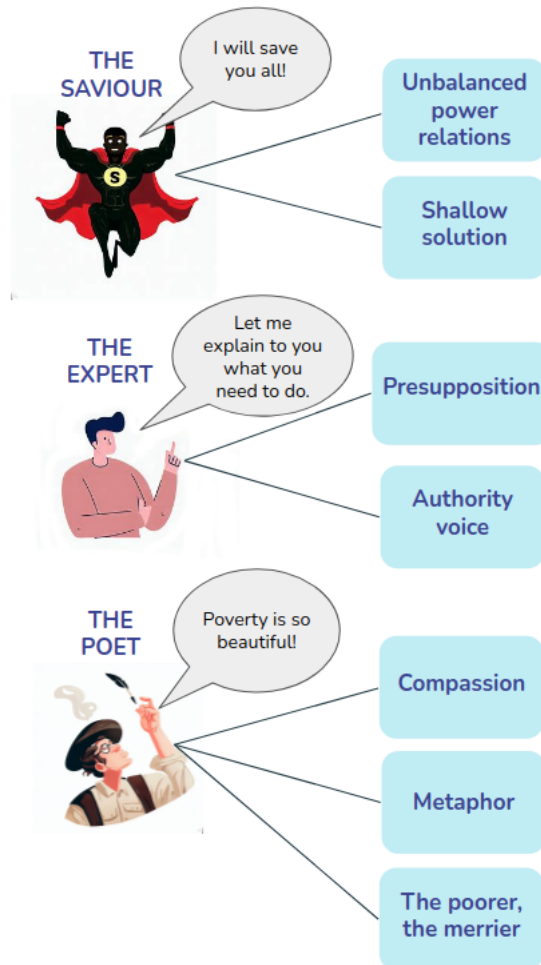 THE
SAVIOUR
I will save
you all!
S
Unbalanced
power
relations
Shallow
solution
THE
EXPERT
Let me
explain to you
what you
need to do.
Presupposition
Authority
voice
THE
POET
Poverty is so
beautiful!
Compassion
Metaphor
The poorer,
the merrier